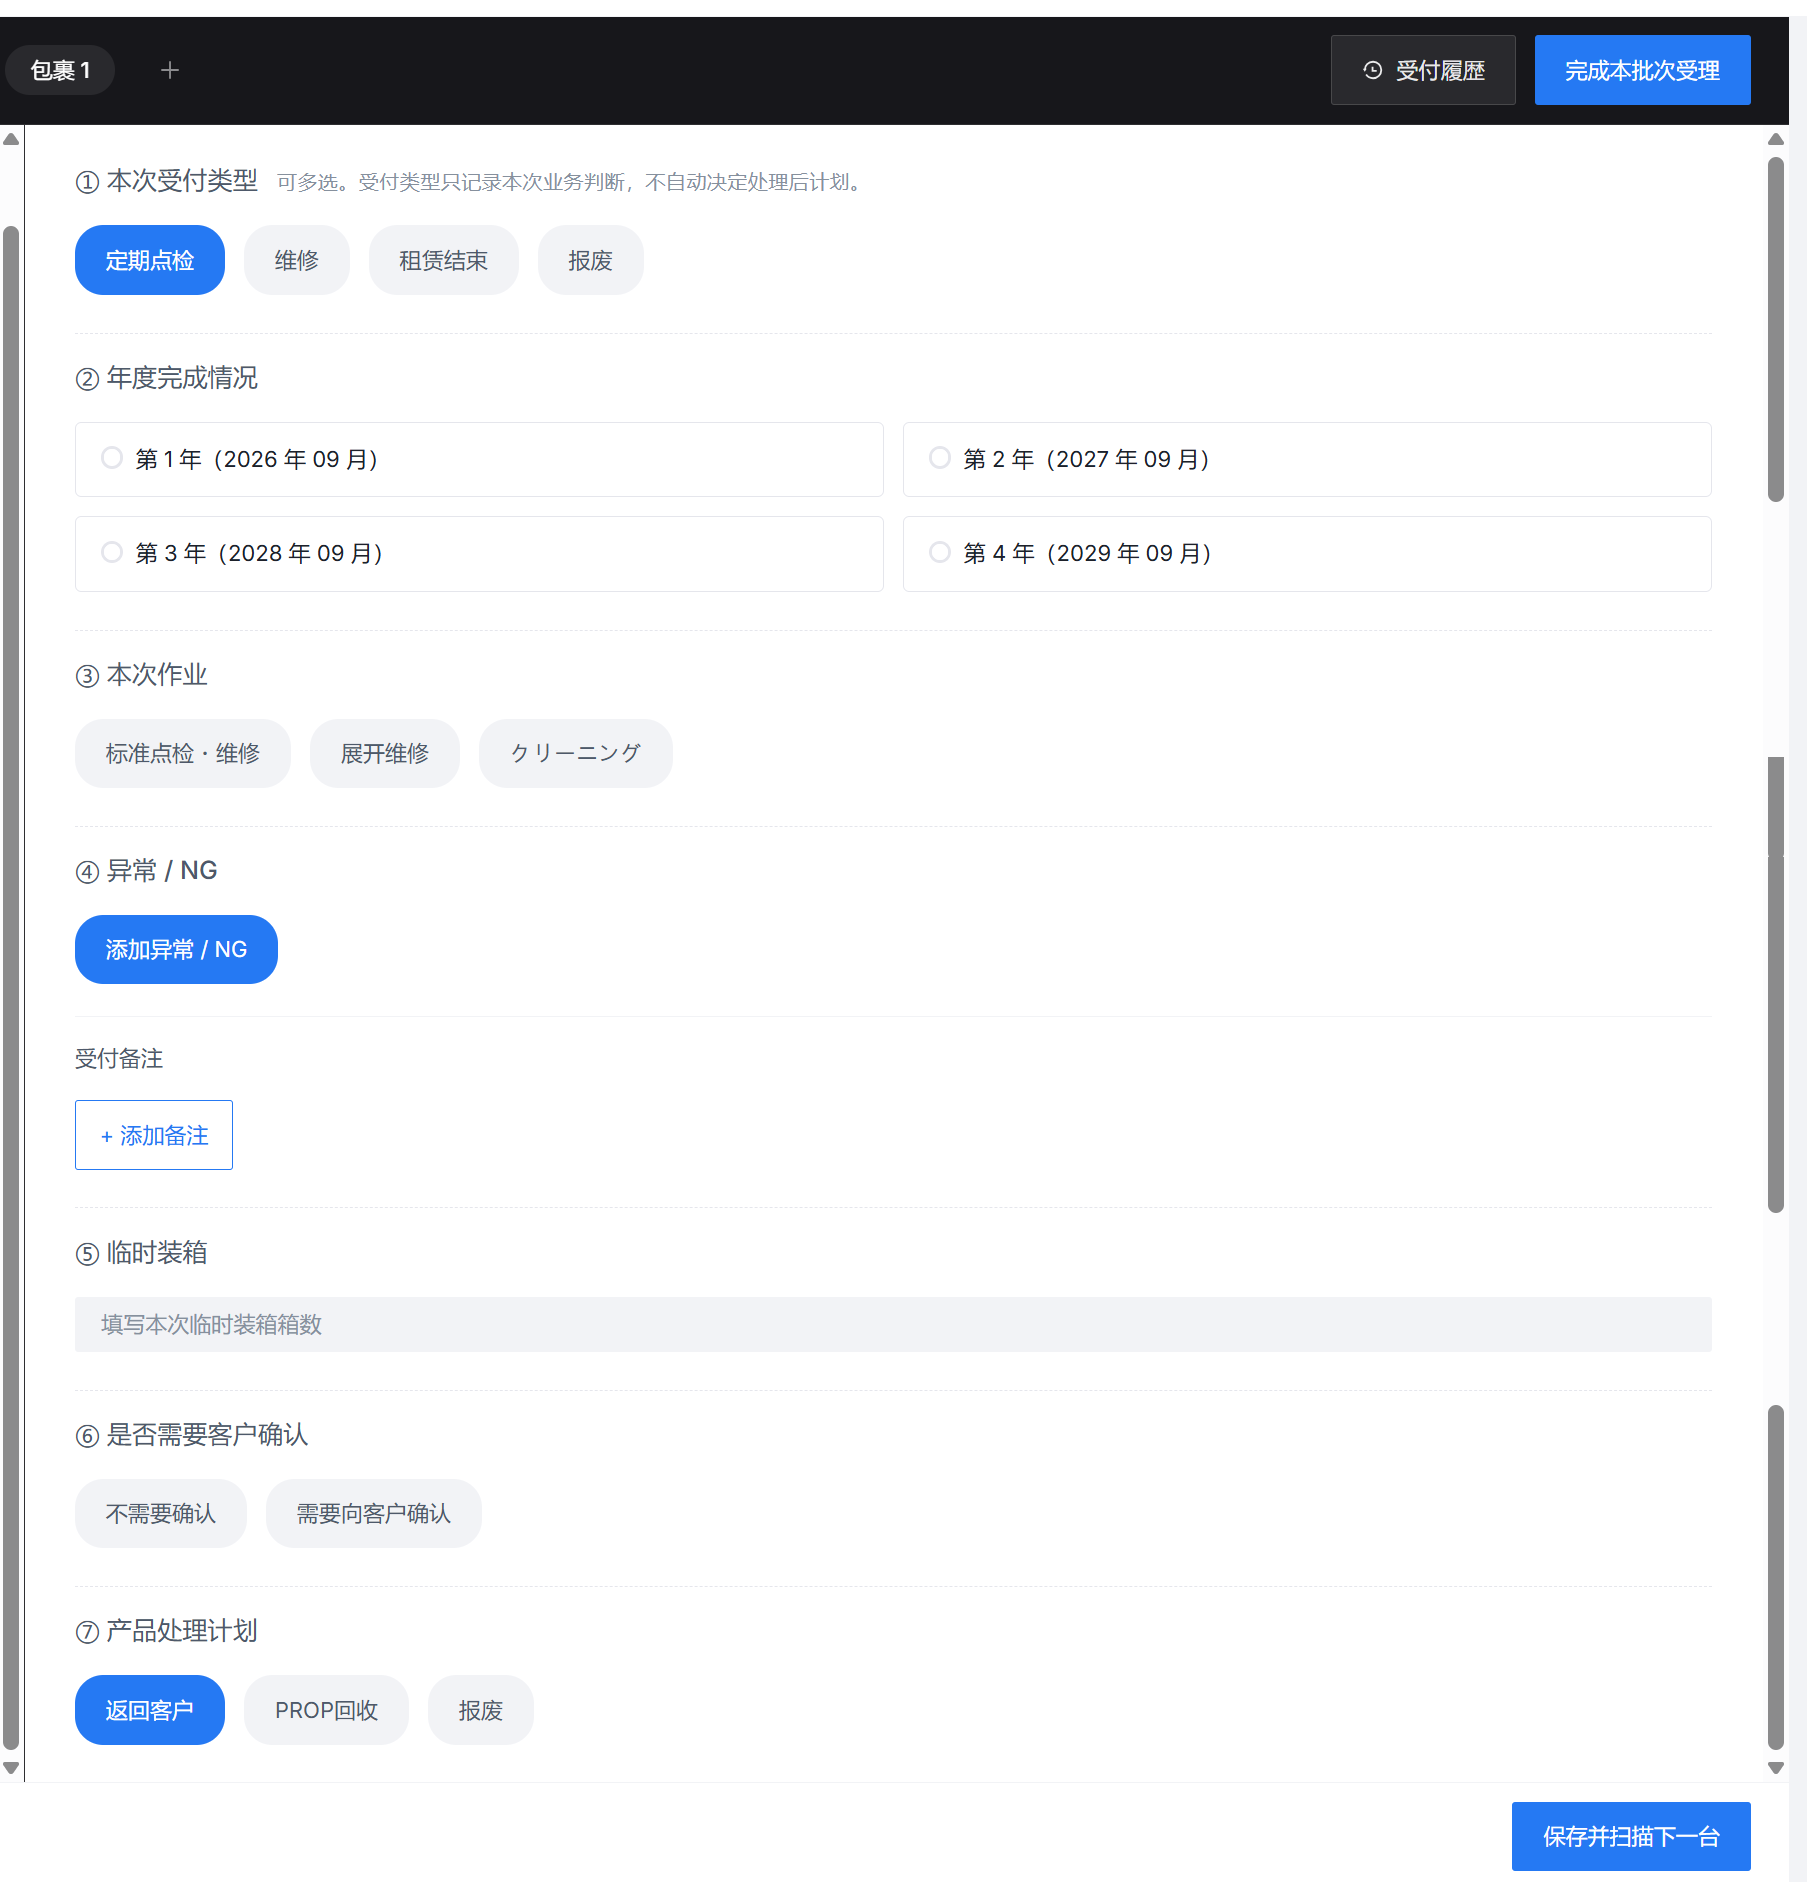 包裹 1
受付履歴
完成本批次受理
① 本次受付类型 可多选。受付类型只记录本次业务判断，不自动决定处理后计划。
定期点检 维修 租赁结束 报废
② 年度完成情况
第 1 年（2026 年 09 月） 第 2 年（2027 年 09 月）
第 3 年（2028 年 09 月） 第 4 年（2029 年 09 月）
③ 本次作业
标准点检・维修 展开维修 クリーニング
④ 异常 / NG
添加异常 / NG
受付备注
+ 添加备注
⑤ 临时装箱
填写本次临时装箱箱数
⑥ 是否需要客户确认
不需要确认 需要向客户确认
⑦ 产品处理计划
返回客户 PROP回收 报废
保存并扫描下一台